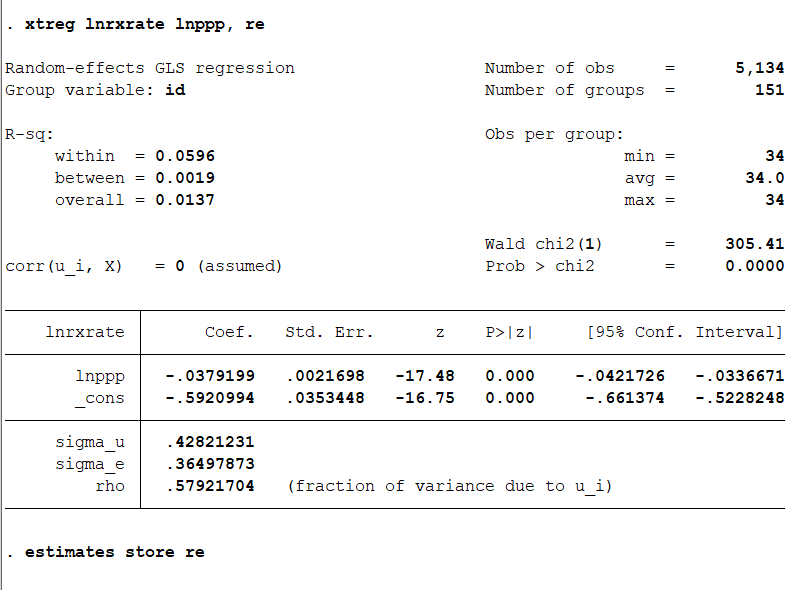 . xtreg lnrxrate lnppp, re
Random-effects GLS regression Number of obs = 5,134
Group variable: id Number of groups = 151
R-sq: Obs per group:
within = 0.0596 min = 34
between = 0.0019 avg = 34.0
overall = 0.0137 max = 34
Wald chi2(1) = 305.41
corr(u_i, X) = 0 (assumed) Prob > chi2 = 0.0000
lnrxrate Coef. Std. Err. z P>|z| [95% Conf. Interval]
lnppp -.0379199 .0021698 -17.48 0.000 -.0421726 -.0336671
_cons -.5920994 .0353448 -16.75 0.000 -.661374 -.5228248
sigma_u .42821231
sigma_e .36497873
rho .57921704 (fraction of variance due to u_i)
. estimates store re